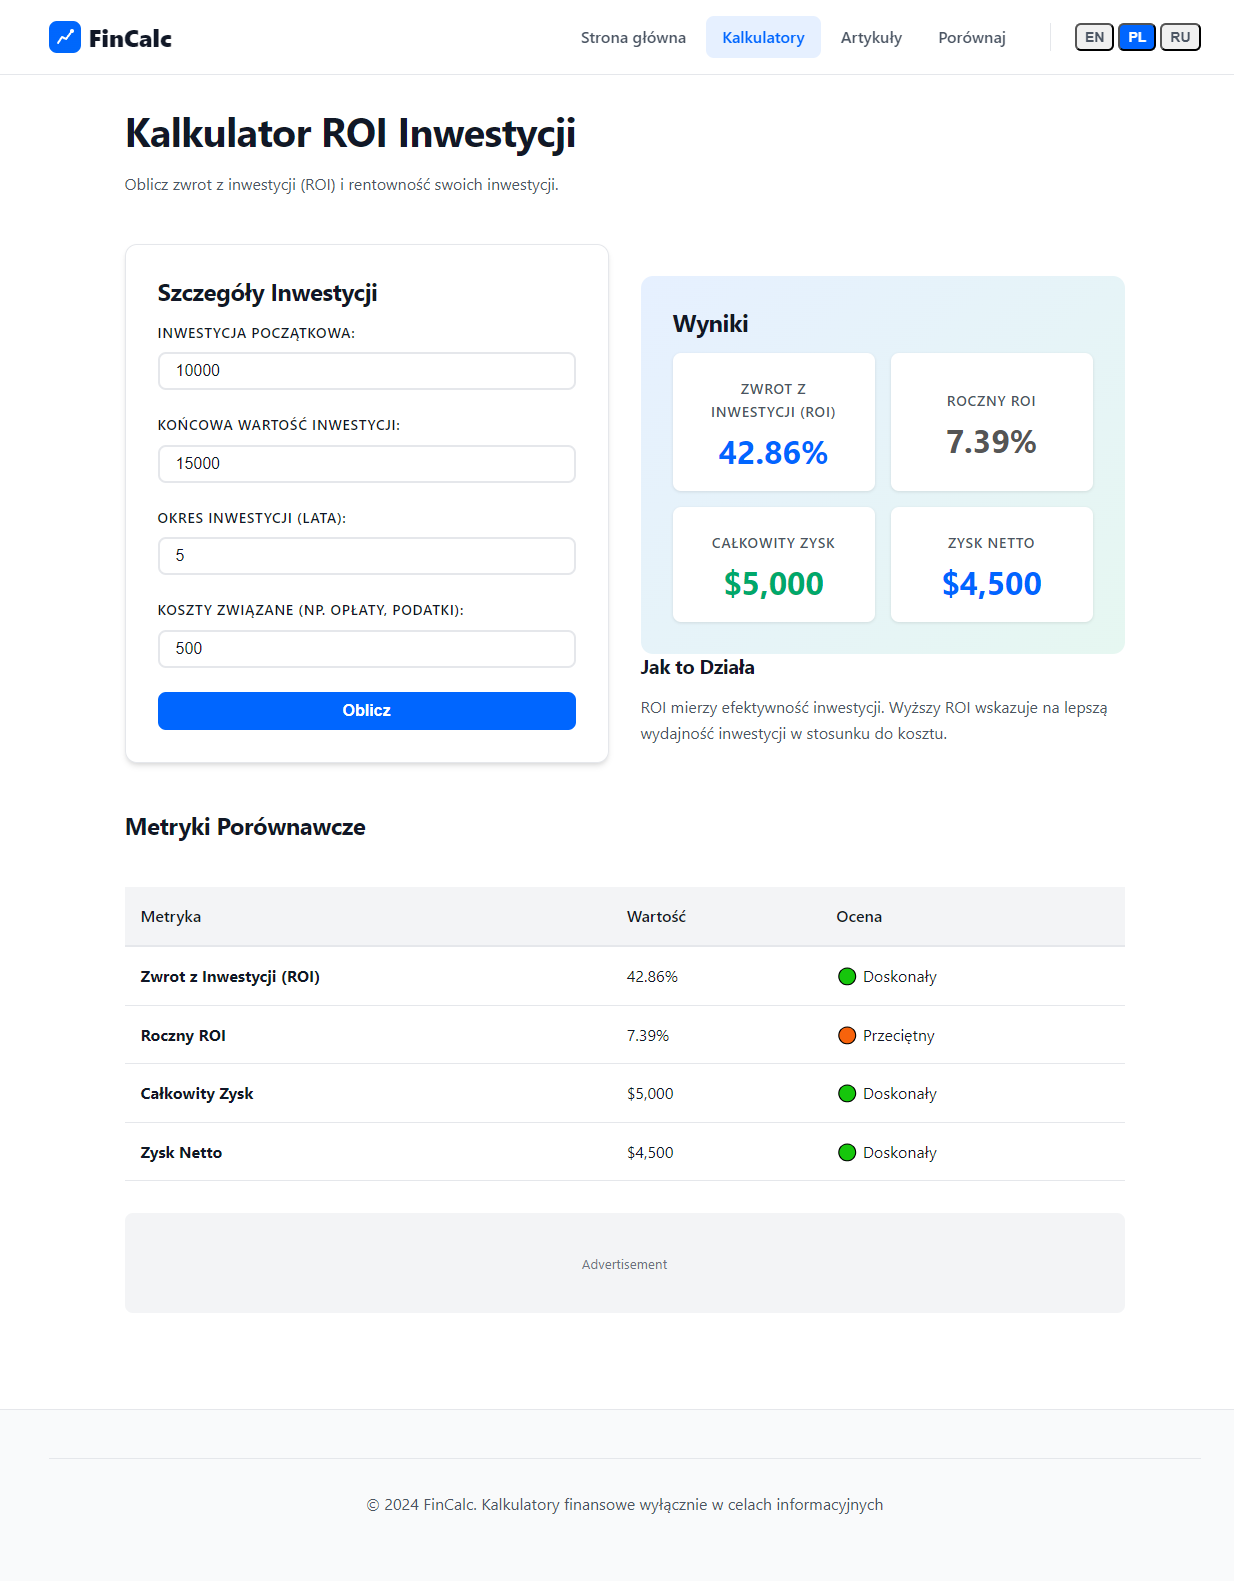 FinCalc
Strona główna
Kalkulatory
Artykuły
Porównaj
EN
PL
RU
Kalkulator ROI Inwestycji
Oblicz zwrot z inwestycji (ROI) i rentowność swoich inwestycji.
Szczegóły Inwestycji
INWESTYCJA POCZĄTKOWA:
10000
KOŃCOWA WARTOŚĆ INWESTYCJI:
15000
OKRES INWESTYCJI (LATA):
5
KOSZTY ZWIĄZANE (NP. OPŁATY, PODATKI):
500
Oblicz
Wyniki
ZWROT Z
INWESTYCJI (ROI)
42.86%
ROCZNY ROI
7.39%
CAŁKOWITY ZYSK
$5,000
ZYSK NETTO
$4,500
Jak to Działa
ROI mierzy efektywność inwestycji. Wyższy ROI wskazuje na lepszą
wydajność inwestycji w stosunku do kosztu.
Metryki Porównawcze
Metryka Wartość Ocena
Zwrot z Inwestycji (ROI) 42.86% Doskonały
Roczny ROI 7.39% Przeciętny
Całkowity Zysk $5,000 Doskonały
Zysk Netto $4,500 Doskonały
Advertisement
© 2024 FinCalc. Kalkulatory finansowe wyłącznie w celach informacyjnych